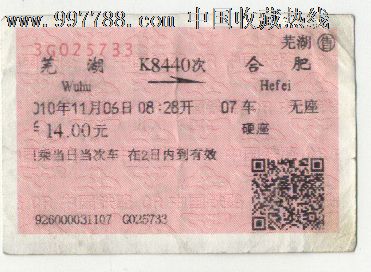 www.997788.com 中国收藏热线
3G025733
芜湖 售
芜湖 K8440次 合肥
Wuhu Hefei
010年11月06日 08:28开 07车 无座
14.00元 硬座
乘当日当次车 在2日内到有效
926000031107 G025733